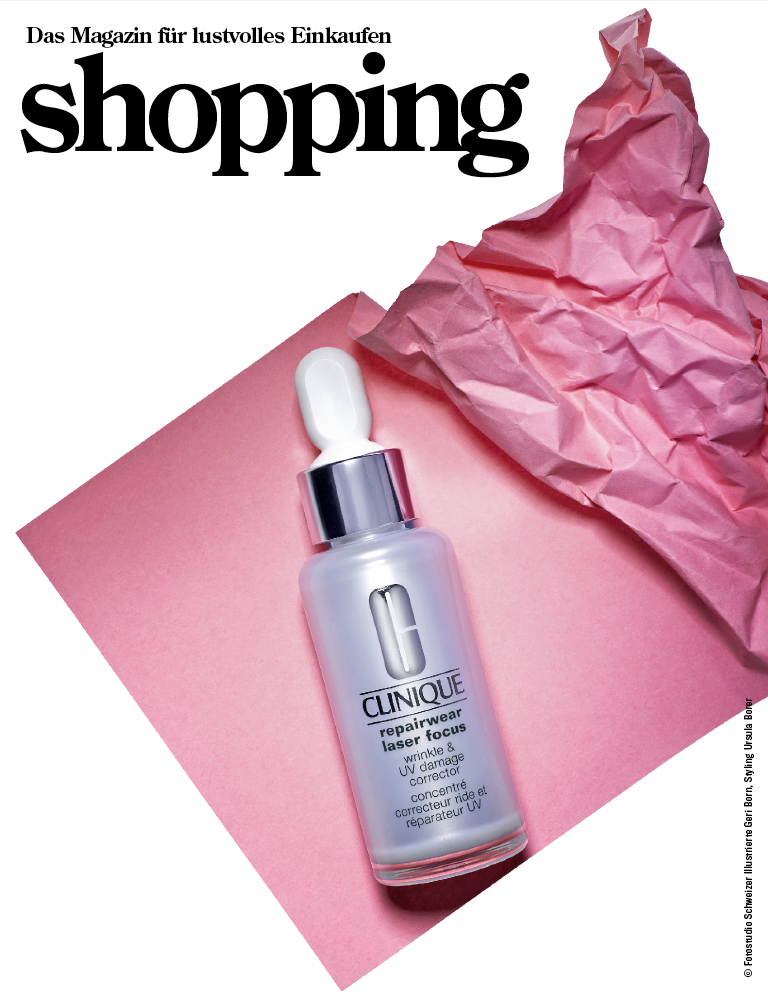 Das Magazin für lustvolles Einkaufen
shopping
CLINIQUE
repairwear
laser focus
wrinkle &
UV damage
corrector
concentré
correcteur ride et
réparateur UV
© Fotostudio Schweizer Illustrierte Geri Born, Styling Ursula Borer